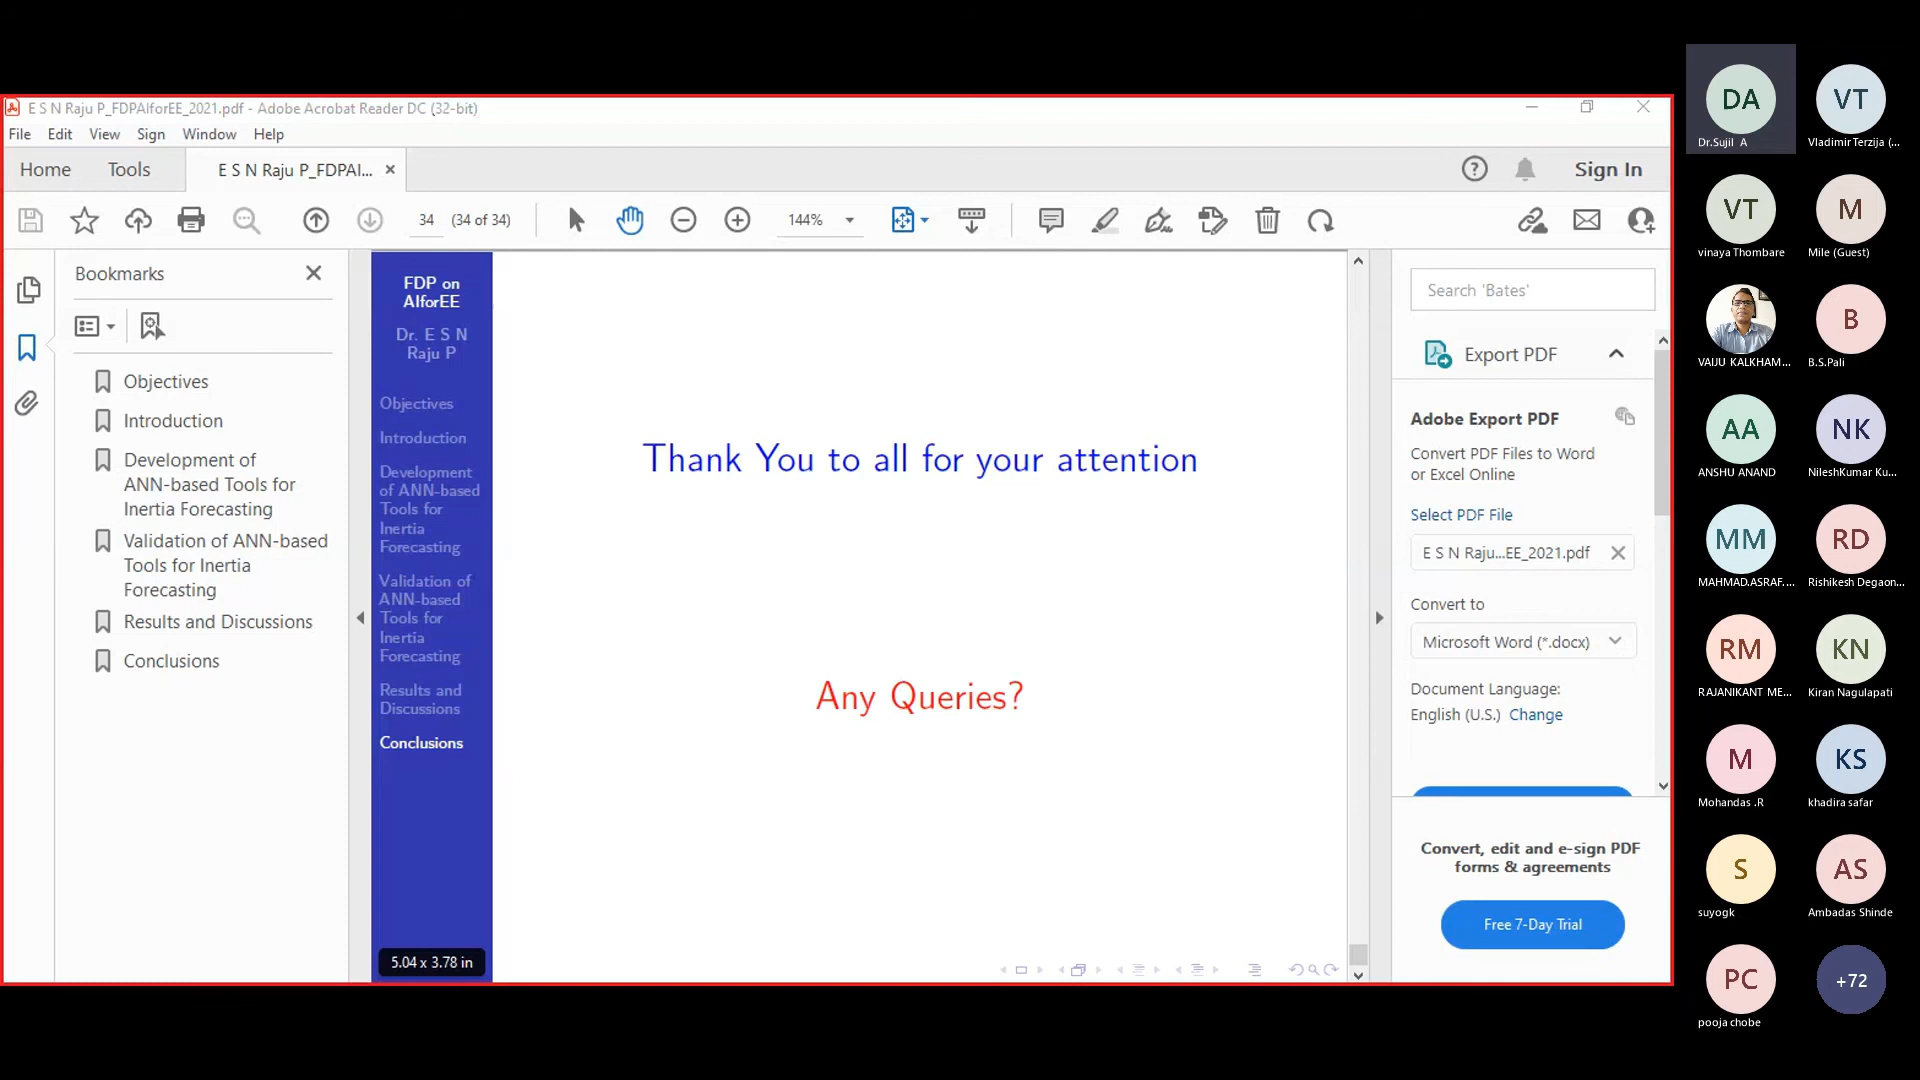 E S N Raju P_FDPAIforEE_2021.pdf - Adobe Acrobat Reader DC (32-bit)
File Edit View Sign Window Help
Home Tools E S N Raju P_FDPAI... × Sign In
34 (34 of 34) 144%
Bookmarks
Objectives
Introduction
Development of
ANN-based Tools for
Inertia Forecasting
Validation of ANN-based
Tools for Inertia
Forecasting
Results and Discussions
Conclusions
FDP on
AIforEE
Dr. E S N
Raju P
Objectives
Introduction
Development
of ANN-based
Tools for
Inertia
Forecasting
Validation of
ANN-based
Tools for
Inertia
Forecasting
Results and
Discussions
Conclusions
5.04 x 3.78 in
Thank You to all for your attention
Any Queries?
Search 'Bates'
Export PDF
Adobe Export PDF
Convert PDF Files to Word
or Excel Online
Select PDF File
E S N Raju...EE_2021.pdf
Convert to
Microsoft Word (*.docx)
Document Language:
English (U.S.) Change
Convert, edit and e-sign PDF
forms & agreements
Free 7-Day Trial
DA VT
Dr.Sujil A Vladimir Terzija (...
VT M
vinaya Thombare Mile (Guest)
B
VAIJU KALKHAM... B.S.Pali
AA NK
ANSHU ANAND NileshKumar Ku...
MM RD
MAHMAD.ASRAF.... Rishikesh Degaon...
RM KN
RAJANIKANT ME... Kiran Nagulapati
M KS
Mohandas .R khadira safar
S AS
suyogk Ambadas Shinde
PC +72
pooja chobe